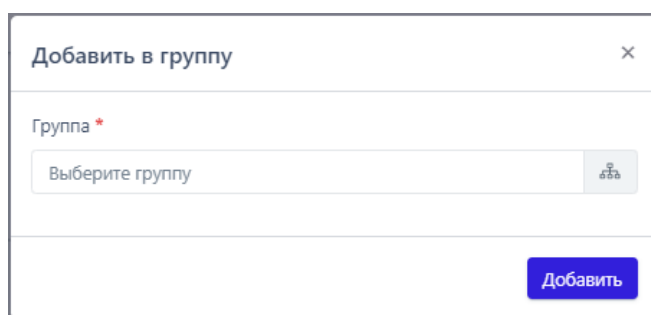 Добавить в группу
Группа *
Выберите группу
Добавить